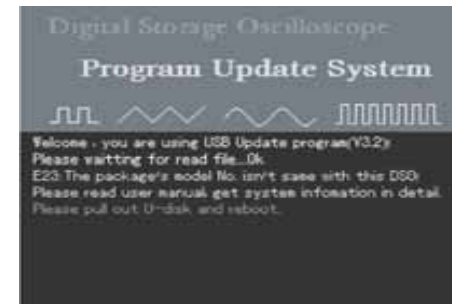 Digital Storage Oscilloscope
Program Update System
Welcome , you are using USB Update program(V3.2):
Please waitting for read file...Ok
E23:The package's model No. isn't same with this DSO!
Please read user manual get system infomation in detail.
Please pull out U-disk and reboot.